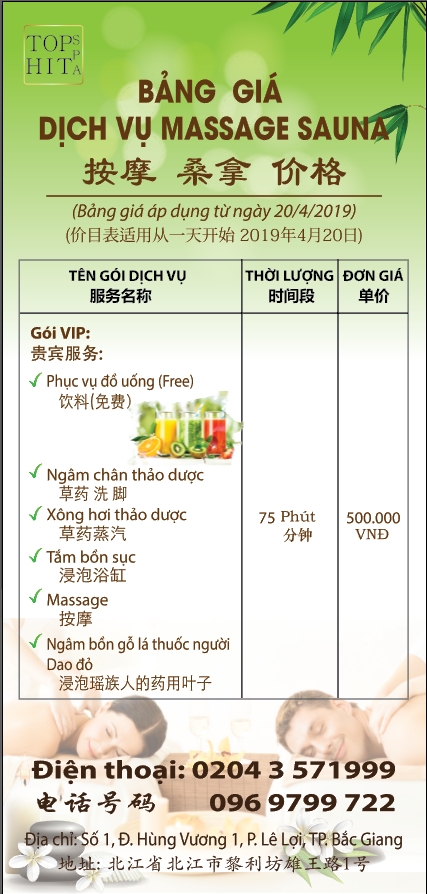 TOPS
SPA
HIT
BẢNG GIÁ
DỊCH VỤ MASSAGE SAUNA
按摩 桑拿 价格
(Bảng giá áp dụng từ ngày 20/4/2019)
(价目表适用从一天开始 2019年4月20日)
TÊN GÓI DỊCH VỤ
服务名称
THỜI LƯỢNG
时间段
ĐƠN GIÁ
单价
Gói VIP:
贵宾服务:
Phục vụ đồ uống (Free)
饮料(免费)
Ngâm chân thảo dược
草药 洗 脚
Xông hơi thảo dược
草药蒸汽
Tắm bồn sục
浸泡浴缸
Massage
按摩
Ngâm bồn gỗ lá thuốc người
Dao đỏ
浸泡瑶族人的药用叶子
75 Phút
分钟
500.000
VNĐ
Điện thoại: 0204 3 571999
电话号码 096 9799 722
Địa chỉ: Số 1, Đ. Hùng Vương 1, P. Lê Lợi, TP. Bắc Giang
地址: 北江省北江市黎利坊雄王路1号